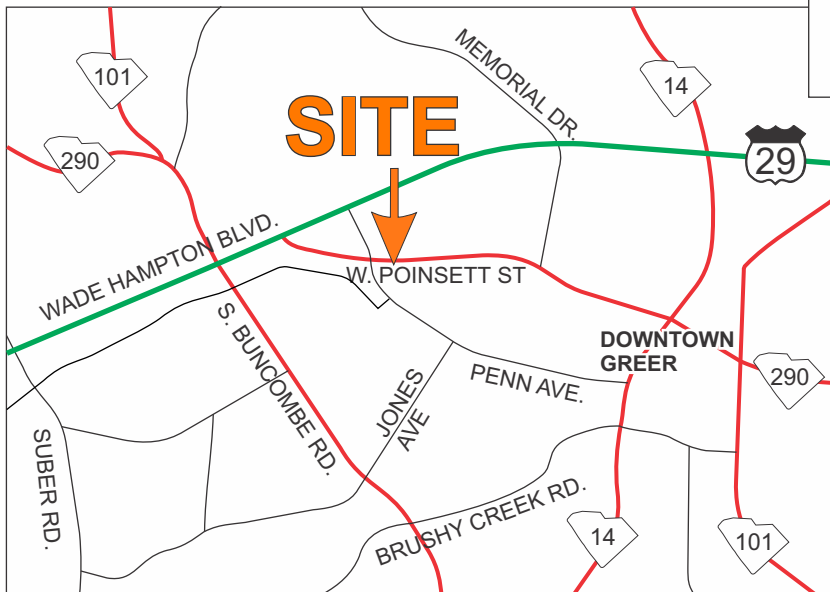 MEMORIAL DR.
101
14
SITE
290
29
WADE HAMPTON BLVD.
W. POINSETT ST
S. BUNCOMBE RD.
DOWNTOWN
GREER
JONES
AVE
PENN AVE.
290
SUBER RD.
BRUSHY CREEK RD.
14
101